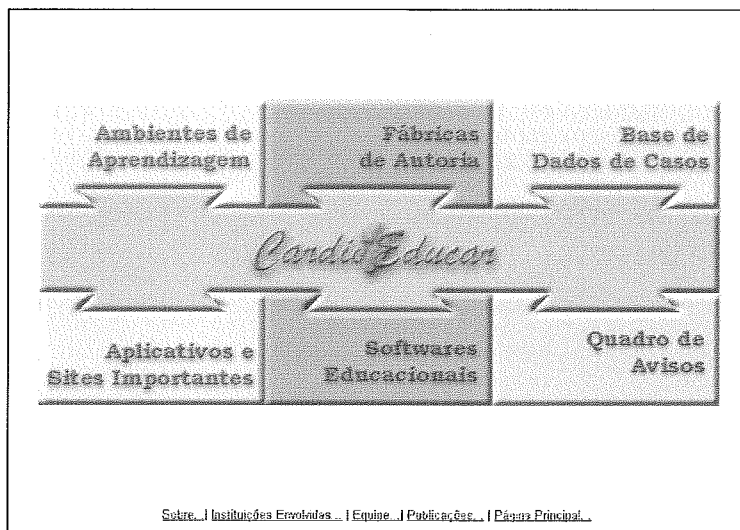 Ambientes de
Aprendizagem
Fábricas
de Autoria
Base de
Dados de Casos
CardioEducar
Aplicativos e
Sites Importantes
Softwares
Educacionais
Quadro de
Avisos
Sobre... | Instituições Envolvidas... | Equipe... | Publicações... | Página Principal...